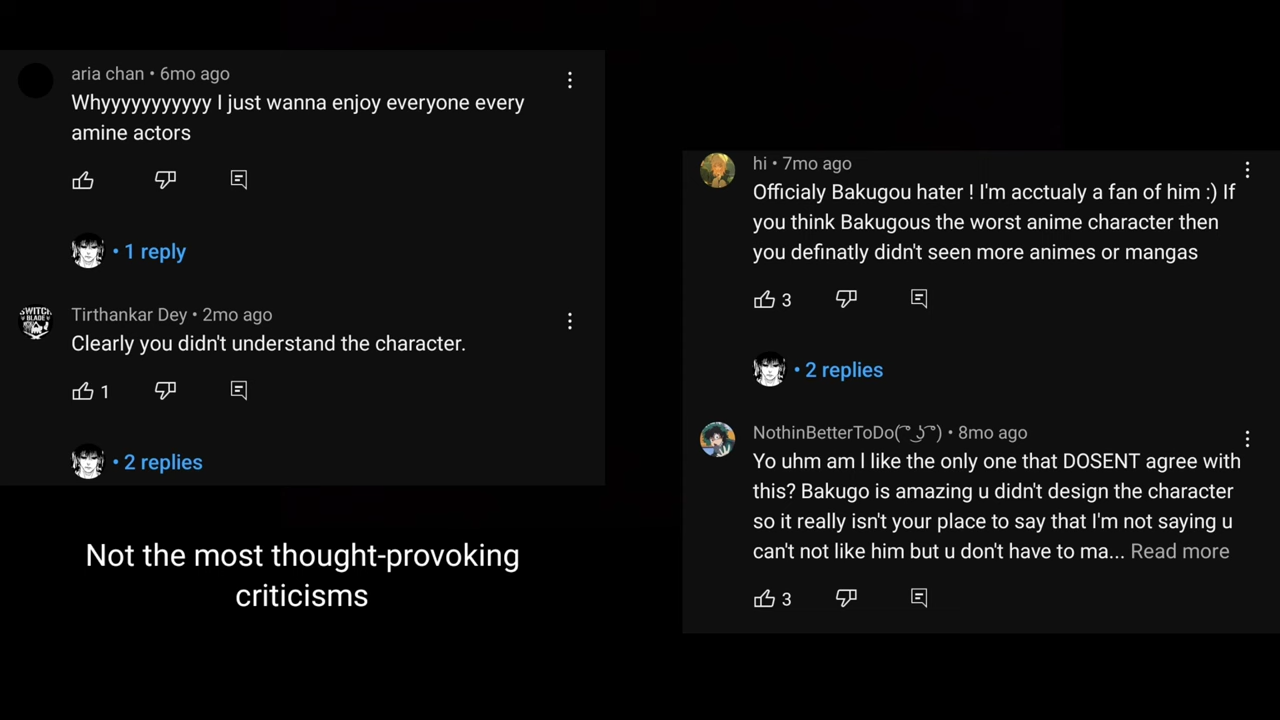 aria chan • 6mo ago
Whyyyyyyyyyyy I just wanna enjoy everyone every
amine actors
• 1 reply
SWITCH
BLADE
Tirthankar Dey • 2mo ago
Clearly you didn't understand the character.
1
• 2 replies
Not the most thought-provoking
criticisms
hi • 7mo ago
Officialy Bakugou hater ! I'm acctualy a fan of him :) If
you think Bakugous the worst anime character then
you definatly didn't seen more animes or mangas
3
• 2 replies
NothinBetterToDo( ͡° ͜ʖ ͡°) • 8mo ago
Yo uhm am I like the only one that DOSENT agree with
this? Bakugo is amazing u didn't design the character
so it really isn't your place to say that I'm not saying u
can't not like him but u don't have to ma... Read more
3